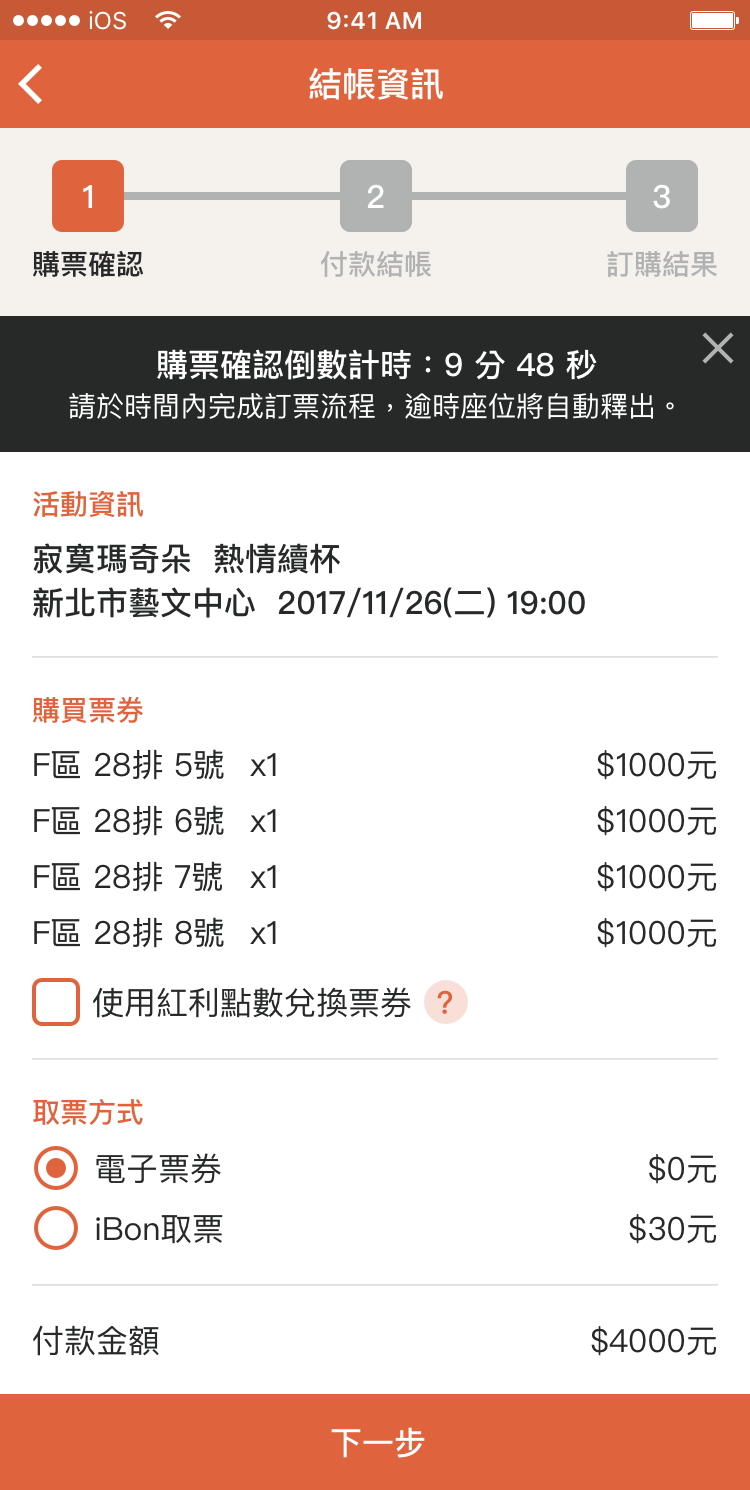 iOS 9:41 AM
結帳資訊
1 2 3
購票確認 付款結帳 訂購結果
購票確認倒數計時：9 分 48 秒
請於時間內完成訂票流程，逾時座位將自動釋出。
活動資訊
寂寞瑪奇朵 熱情續杯
新北市藝文中心 2017/11/26(二) 19:00
購買票券
F區 28排 5號 x1 $1000元
F區 28排 6號 x1 $1000元
F區 28排 7號 x1 $1000元
F區 28排 8號 x1 $1000元
使用紅利點數兌換票券 ?
取票方式
電子票券 $0元
iBon取票 $30元
付款金額 $4000元
下一步